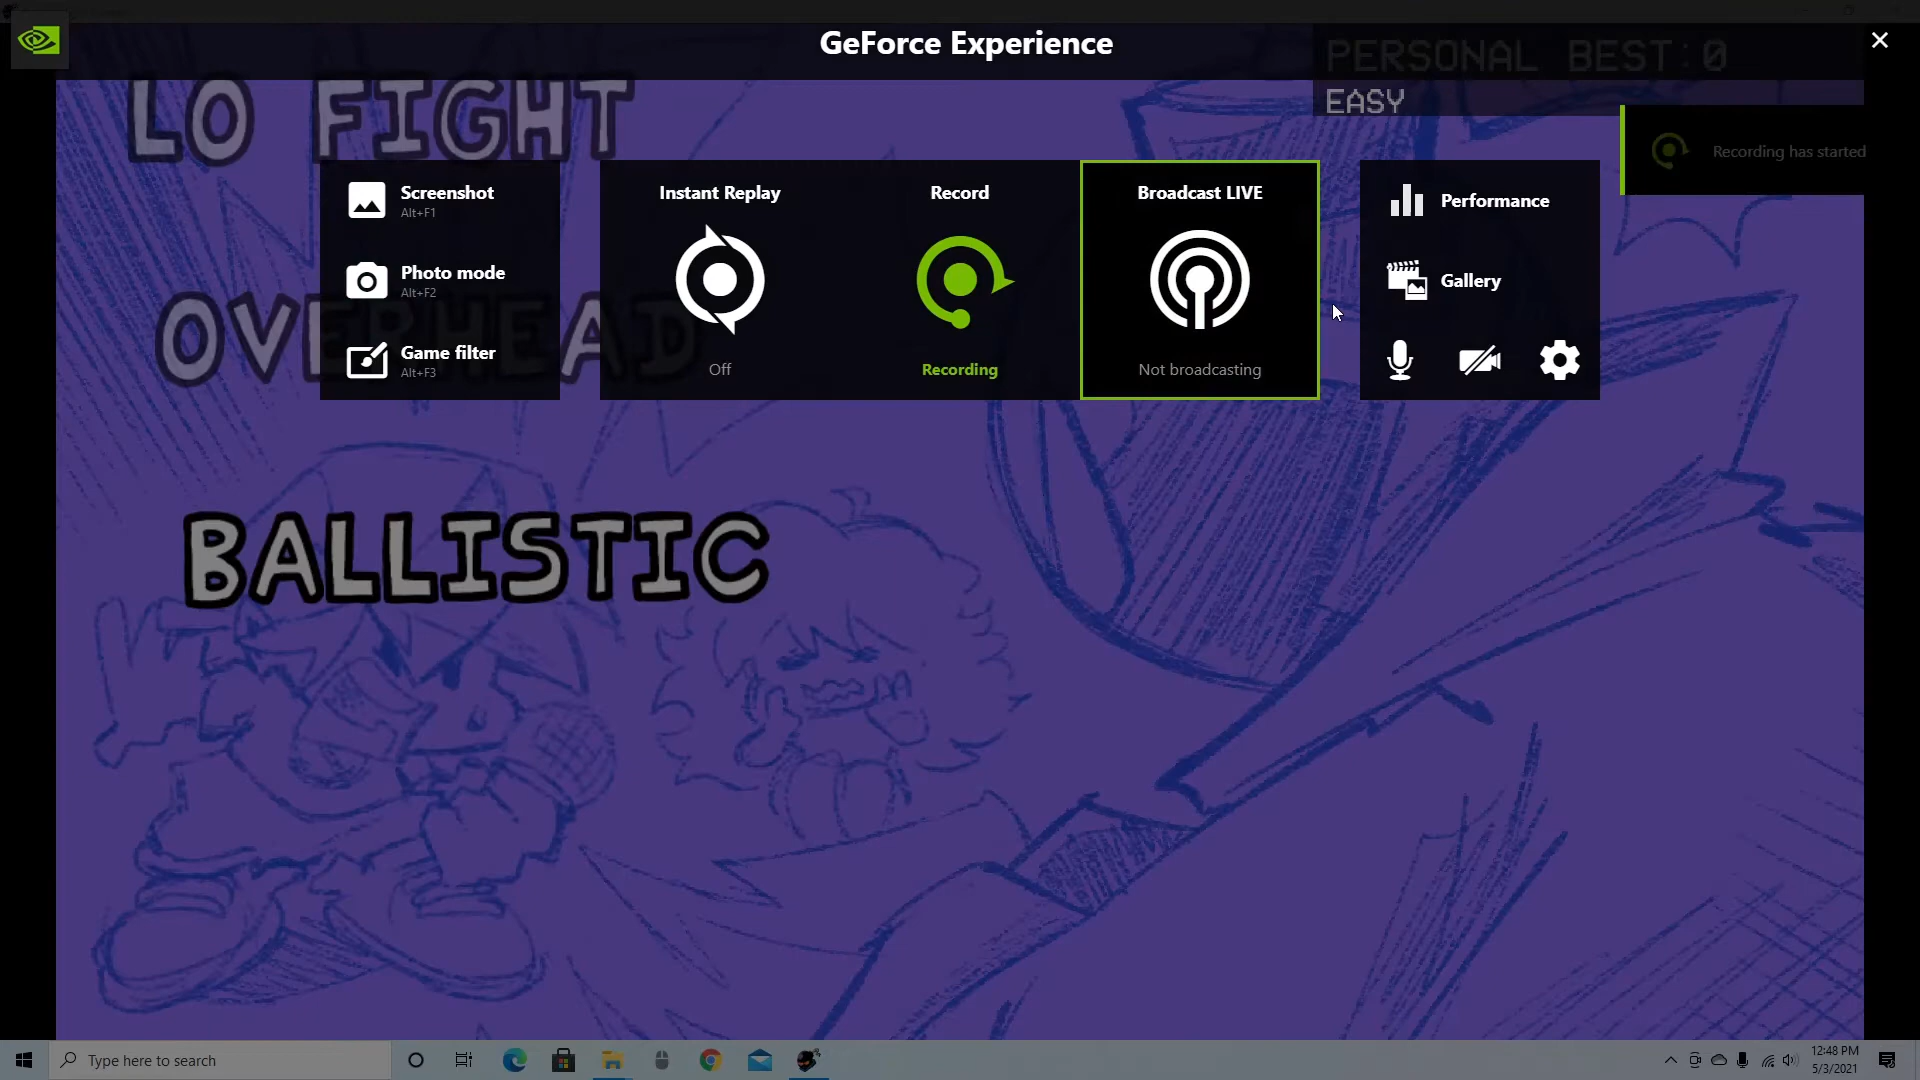 GeForce Experience
PERSONAL BEST:0
EASY
LO FIGHT
Recording has started
Screenshot
Alt+F1
Photo mode
Alt+F2
Game filter
Alt+F3
Instant Replay
Off
Record
Recording
Broadcast LIVE
Not broadcasting
Performance
Gallery
OVERHEAD
BALLISTIC
Type here to search
12:48 PM
5/3/2021